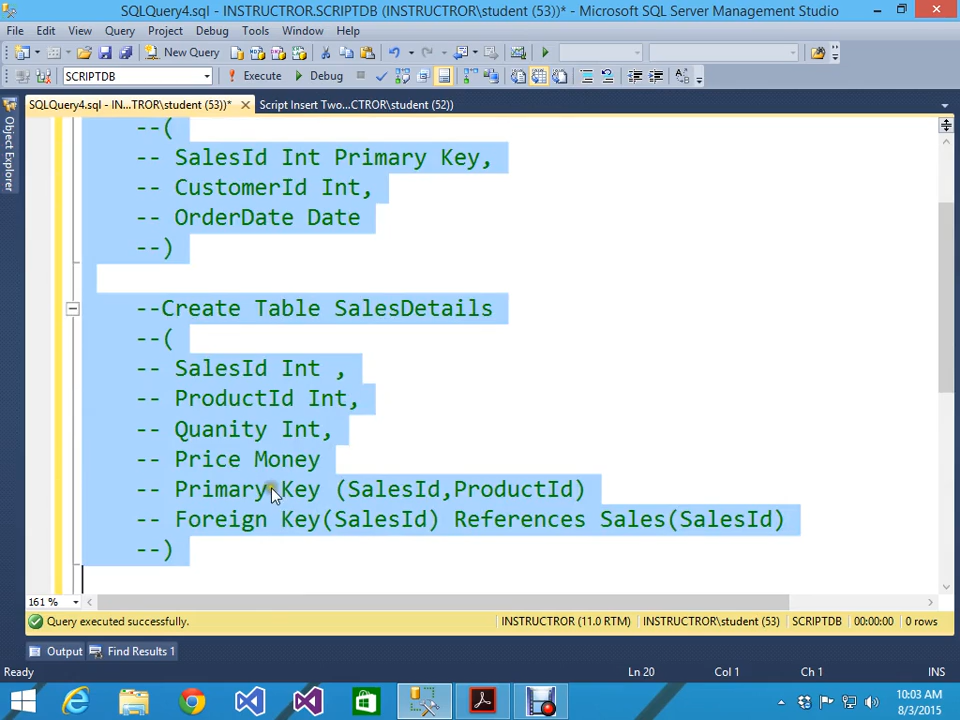 SQLQuery4.sql - INSTRUCTROR.SCRIPTDB (INSTRUCTROR\student (53))* - Microsoft SQL Server Management Studio
File Edit View Query Project Debug Tools Window Help
New Query
SCRIPTDB Execute Debug
SQLQuery4.sql - IN...TROR\student (53))* Script Insert Two...CTROR\student (52))
Object Explorer
--(
-- SalesId Int Primary Key,
-- CustomerId Int,
-- OrderDate Date
--)
--Create Table SalesDetails
--(
-- SalesId Int ,
-- ProductId Int,
-- Quanity Int,
-- Price Money
-- Primary Key (SalesId,ProductId)
-- Foreign Key(SalesId) References Sales(SalesId)
--)
161 %
Query executed successfully. INSTRUCTROR (11.0 RTM) INSTRUCTROR\student (53) SCRIPTDB 00:00:00 0 rows
Output Find Results 1
Ready Ln 20 Col 1 Ch 1 INS
10:03 AM
8/3/2015